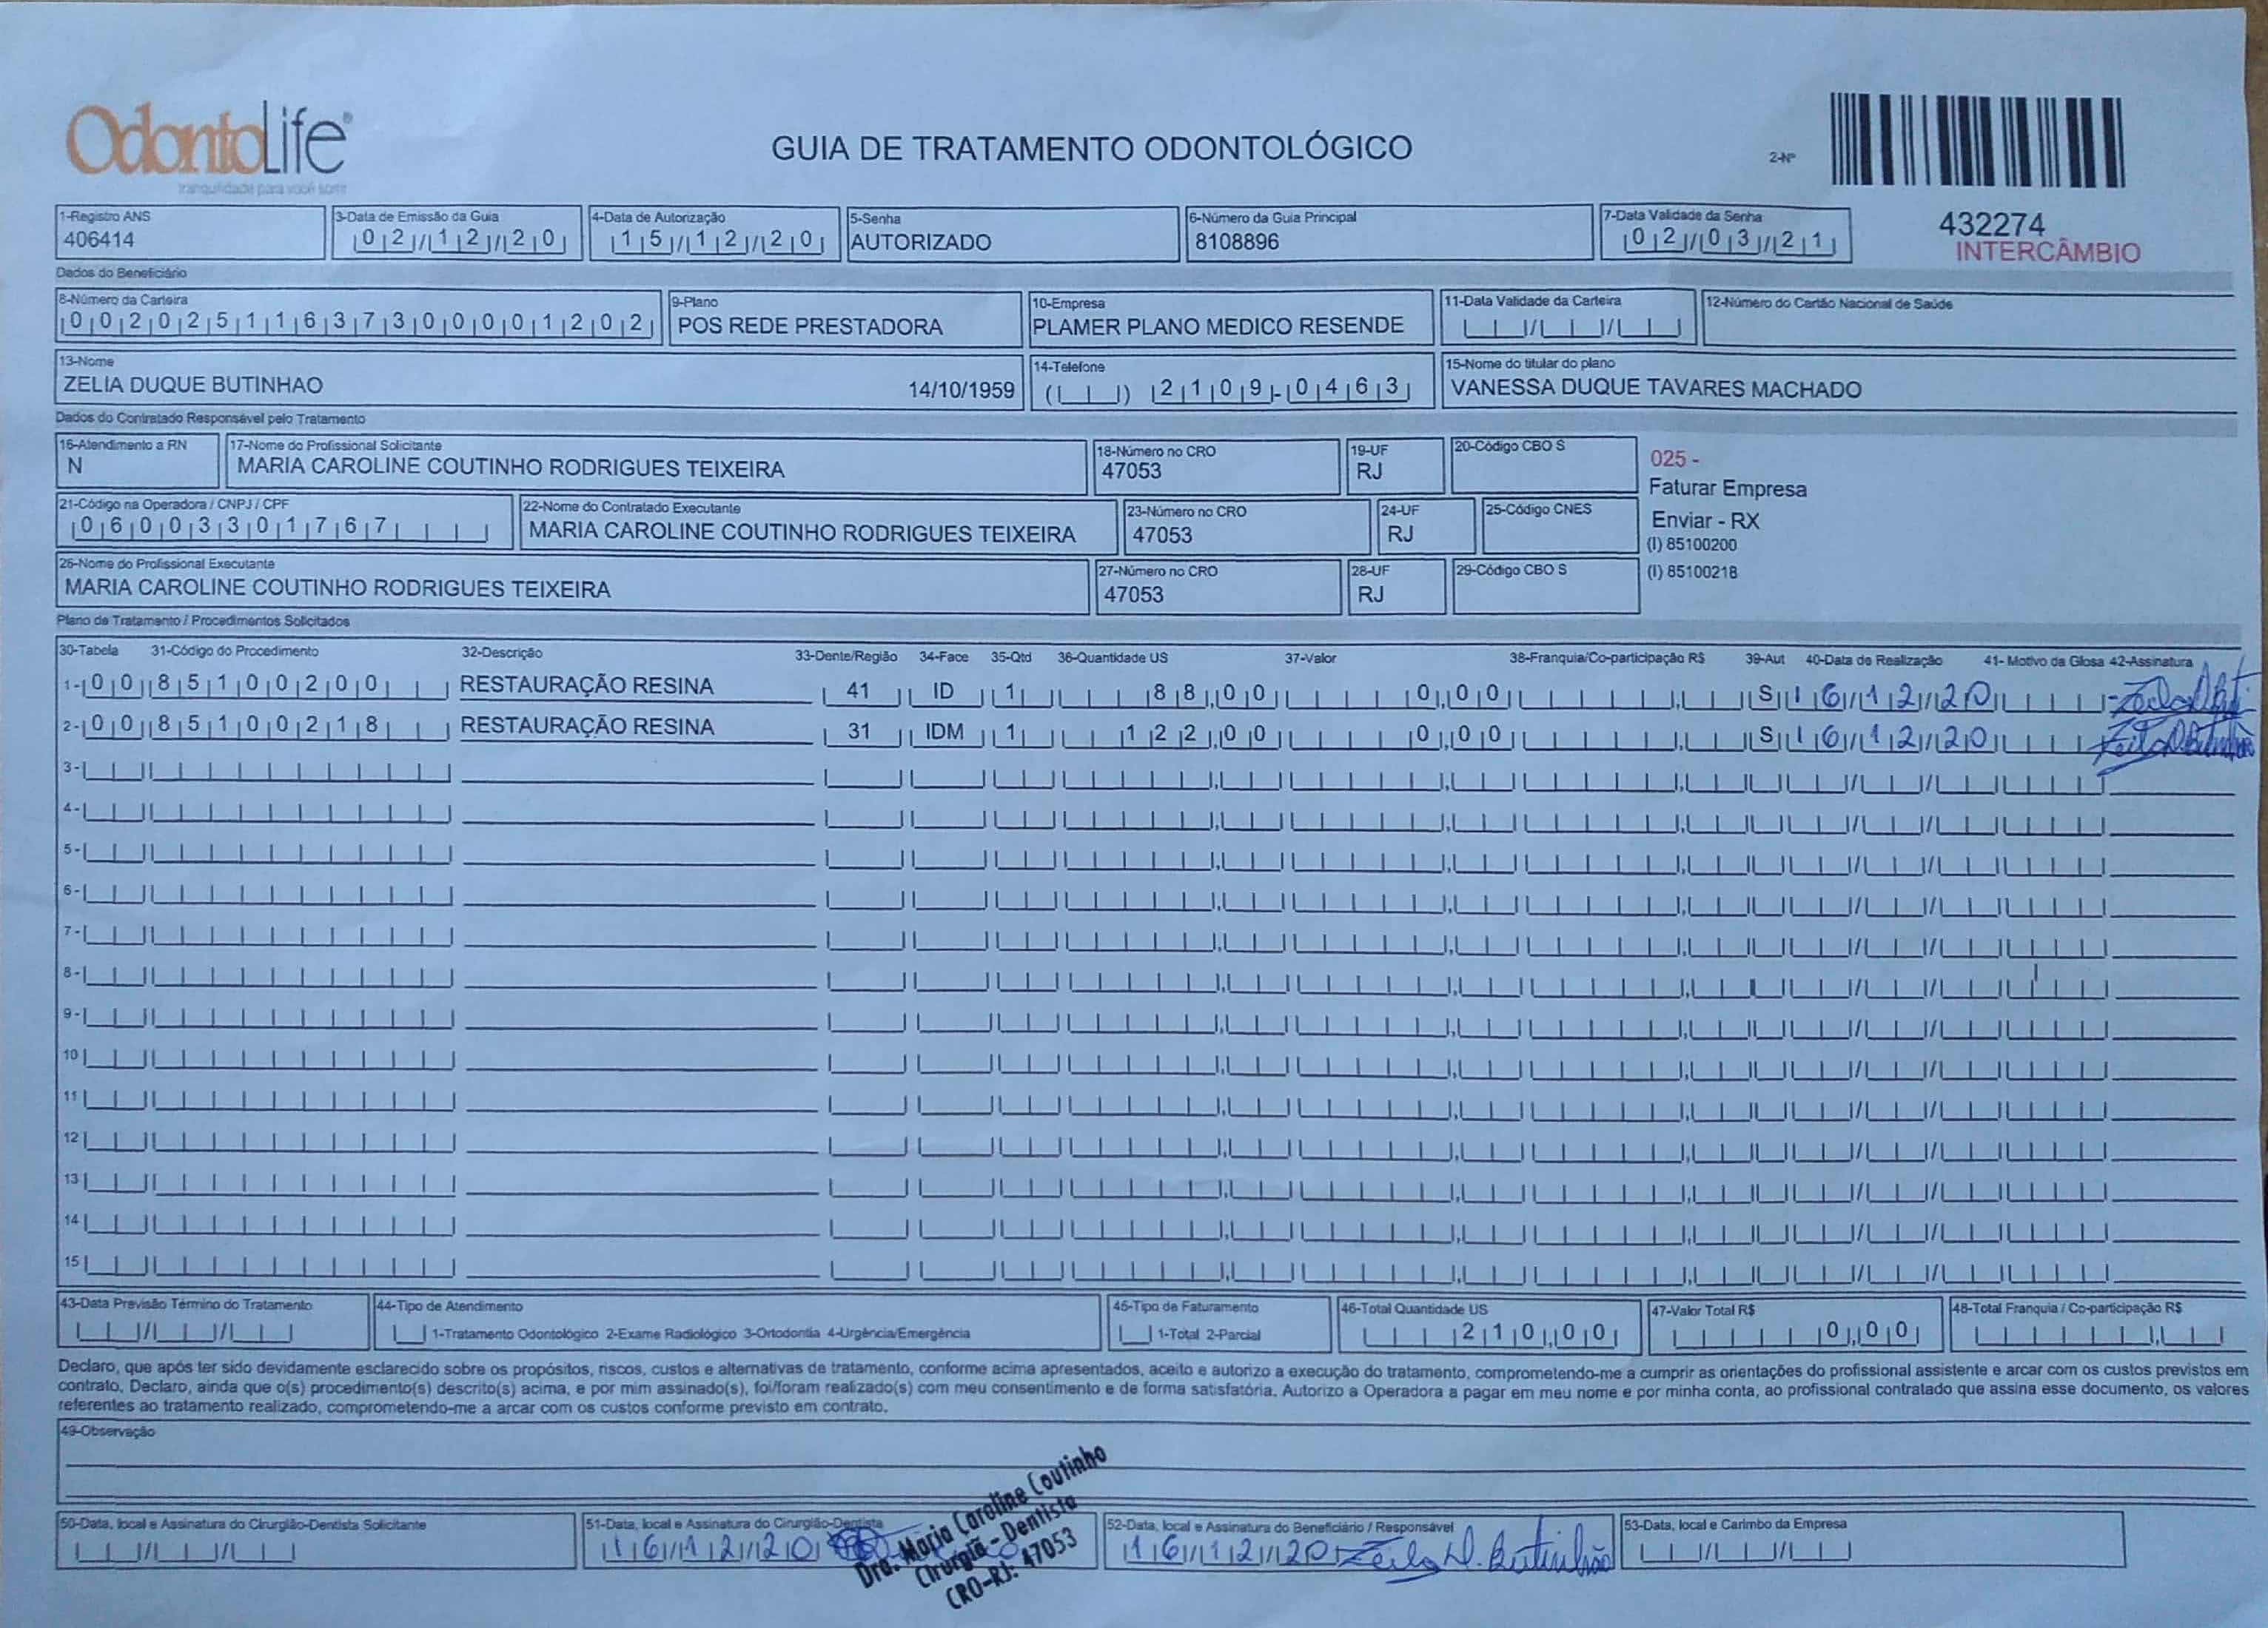 OdontoLife®
tranquilidade para você sorrir
GUIA DE TRATAMENTO ODONTOLÓGICO
2-Nº
432274
INTERCÂMBIO
1-Registro ANS
406414
3-Data de Emissão da Guia
02/12/20
4-Data de Autorização
15/12/20
5-Senha
AUTORIZADO
6-Número da Guia Principal
8108896
7-Data Validade da Senha
02/03/21
Dados do Beneficiário
8-Número da Carteira
00202511637300001202
9-Plano
POS REDE PRESTADORA
10-Empresa
PLAMER PLANO MEDICO RESENDE
11-Data Validade da Carteira
12-Número do Cartão Nacional de Saúde
13-Nome
ZELIA DUQUE BUTINHAO 14/10/1959
14-Telefone
( ) 2109-0463
15-Nome do titular do plano
VANESSA DUQUE TAVARES MACHADO
Dados do Contratado Responsável pelo Tratamento
16-Atendimento a RN
N
17-Nome do Profissional Solicitante
MARIA CAROLINE COUTINHO RODRIGUES TEIXEIRA
18-Número no CRO
47053
19-UF
RJ
20-Código CBO S
025 -
Faturar Empresa
Enviar - RX
(I) 85100200
(I) 85100218
21-Código na Operadora / CNPJ / CPF
06003301767
22-Nome do Contratado Executante
MARIA CAROLINE COUTINHO RODRIGUES TEIXEIRA
23-Número no CRO
47053
24-UF
RJ
25-Código CNES
26-Nome do Profissional Executante
MARIA CAROLINE COUTINHO RODRIGUES TEIXEIRA
27-Número no CRO
47053
28-UF
RJ
29-Código CBO S
Plano de Tratamento / Procedimentos Solicitados
30-Tabela 31-Código do Procedimento 32-Descrição 33-Dente/Região 34-Face 35-Qtd 36-Quantidade US 37-Valor 38-Franquia/Co-participação R$ 39-Aut 40-Data de Realização 41- Motivo da Glosa 42-Assinatura
1- 00 85100200 RESTAURAÇÃO RESINA 41 ID 1 88,00 0,00 S 16/12/20
2- 00 85100218 RESTAURAÇÃO RESINA 31 IDM 1 122,00 0,00 S 16/12/20
3-
4-
5-
6-
7-
8-
9-
10
11
12
13
14
15
43-Data Previsão Término do Tratamento
44-Tipo de Atendimento
1-Tratamento Odontológico 2-Exame Radiológico 3-Ortodontia 4-Urgência/Emergência
45-Tipo de Faturamento
1-Total 2-Parcial
46-Total Quantidade US
210,00
47-Valor Total R$
0,00
48-Total Franquia / Co-participação R$
Declaro, que após ter sido devidamente esclarecido sobre os propósitos, riscos, custos e alternativas de tratamento, conforme acima apresentados, aceito e autorizo a execução do tratamento, comprometendo-me a cumprir as orientações do profissional assistente e arcar com os custos previstos em
contrato. Declaro, ainda que o(s) procedimento(s) descrito(s) acima, e por mim assinado(s), foi/foram realizado(s) com meu consentimento e de forma satisfatória. Autorizo a Operadora a pagar em meu nome e por minha conta, ao profissional contratado que assina esse documento, os valores
referentes ao tratamento realizado, comprometendo-me a arcar com os custos conforme previsto em contrato.
49-Observação
50-Data, local e Assinatura do Cirurgião-Dentista Solicitante
51-Data, local e Assinatura do Cirurgião-Dentista
16/12/20
Dra. Maria Caroline Coutinho
Cirurgiã-Dentista
CRO-RJ: 47053
52-Data, local e Assinatura do Beneficiário / Responsável
16/12/20 Zelia D. Butinhão
53-Data, local e Carimbo da Empresa